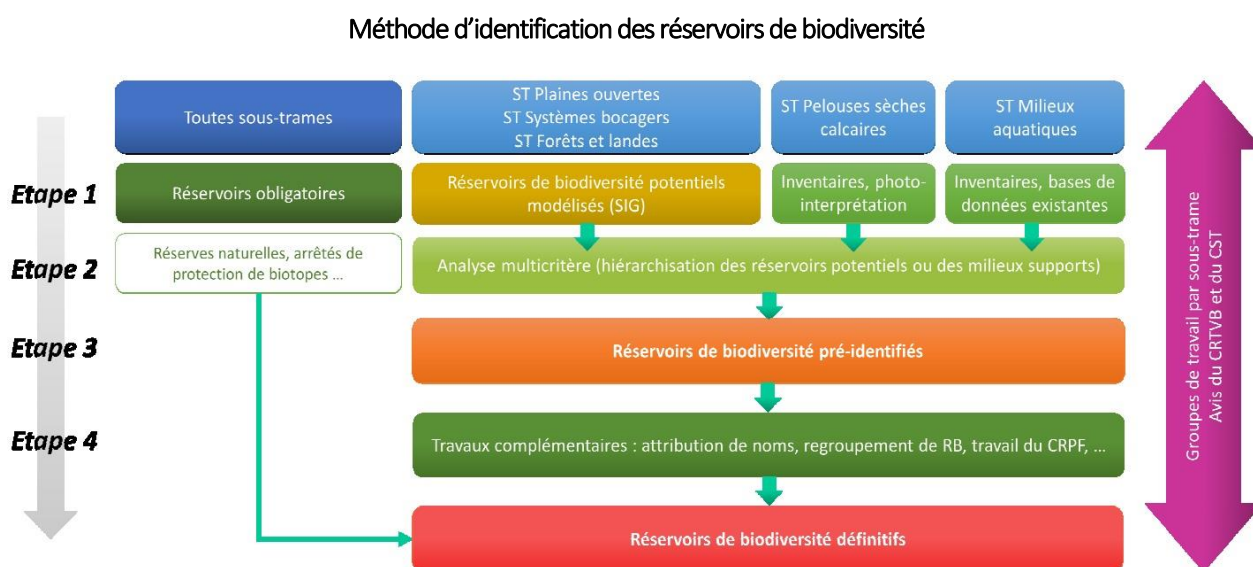 Méthode d'identification des réservoirs de biodiversité
Toutes sous-trames
ST Plaines ouvertes
ST Systèmes bocagers
ST Forêts et landes
ST Pelouses sèches
calcaires
ST Milieux
aquatiques
Etape 1
Réservoirs obligatoires
Réservoirs de biodiversité potentiels
modélisés (SIG)
Inventaires, photo-
interprétation
Inventaires, bases de
données existantes
Etape 2
Réserves naturelles, arrêtés de
protection de biotopes ...
Analyse multicritère (hiérarchisation des réservoirs potentiels ou des milieux supports)
Etape 3
Réservoirs de biodiversité pré-identifiés
Etape 4
Travaux complémentaires : attribution de noms, regroupement de RB, travail du CRPF, ...
Réservoirs de biodiversité définitifs
Groupes de travail par sous-trame
Avis du CRTVB et du CST